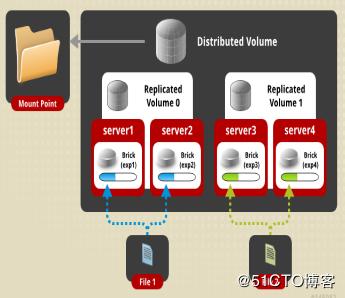 Distributed Volume
Mount Point
Replicated
Volume 0
Replicated
Volume 1
server1
server2
server3
server4
Brick
(exp1)
Brick
(exp2)
Brick
(exp3)
Brick
(exp4)
File 1
@51CTO博客